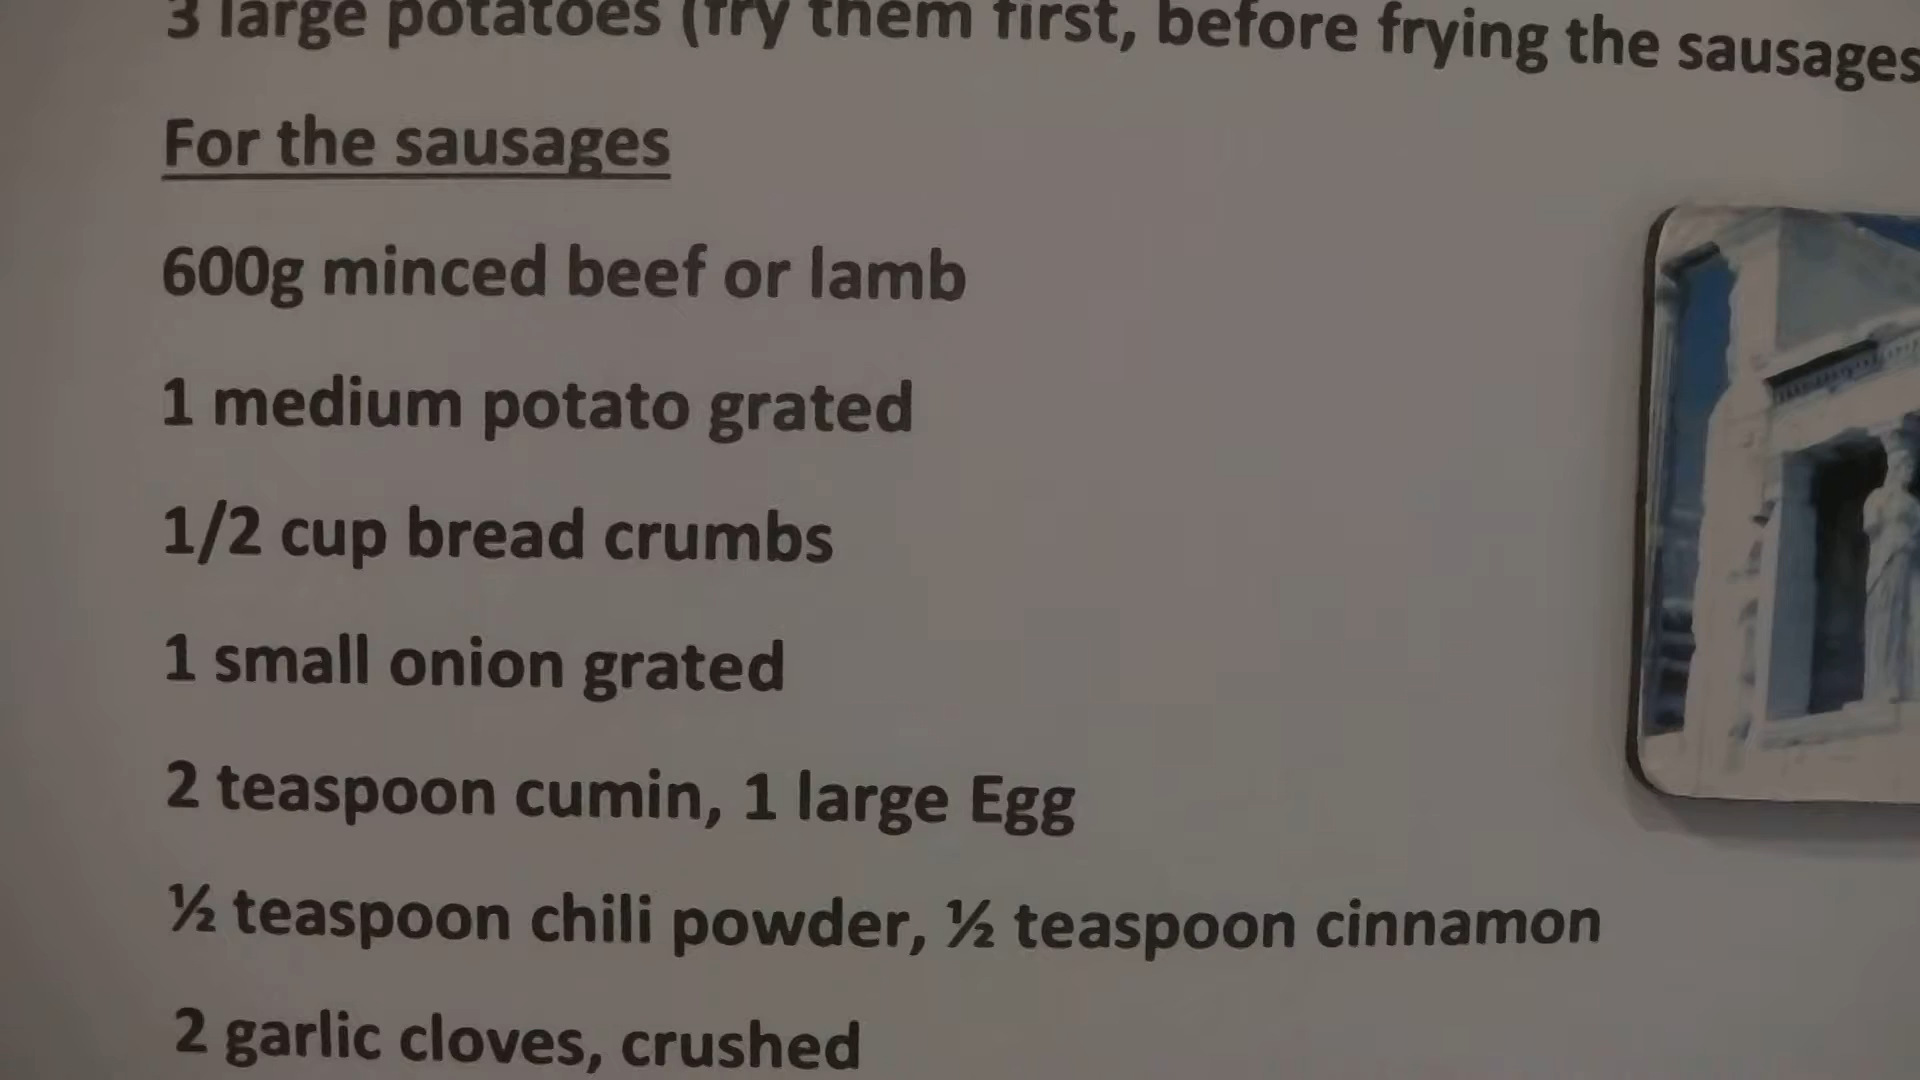 3 large potatoes (fry them first, before frying the sausages
For the sausages
600g minced beef or lamb
1 medium potato grated
1/2 cup bread crumbs
1 small onion grated
2 teaspoon cumin, 1 large Egg
½ teaspoon chili powder, ½ teaspoon cinnamon
2 garlic cloves, crushed